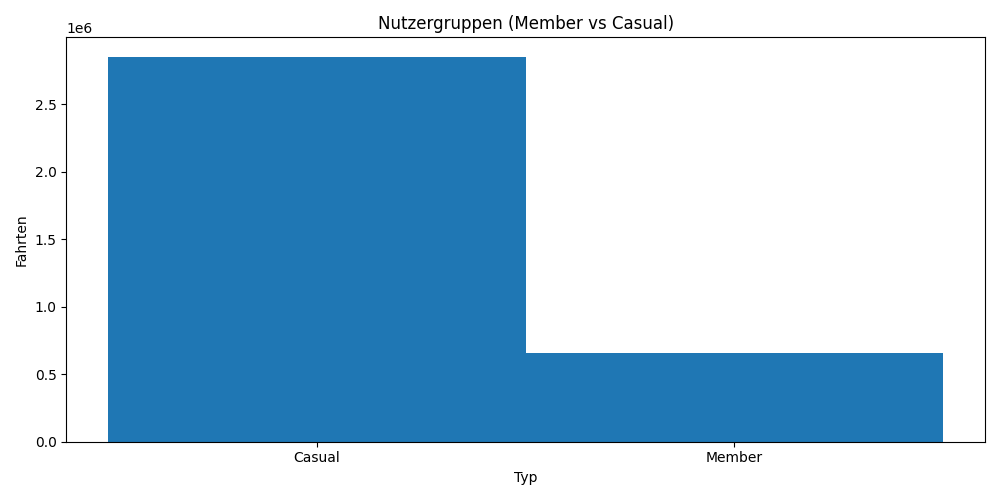 Nutzergruppen (Member vs Casual)
1e6
2.5
2.0
1.5
1.0
0.5
0.0
Fahrten
Casual
Member
Typ